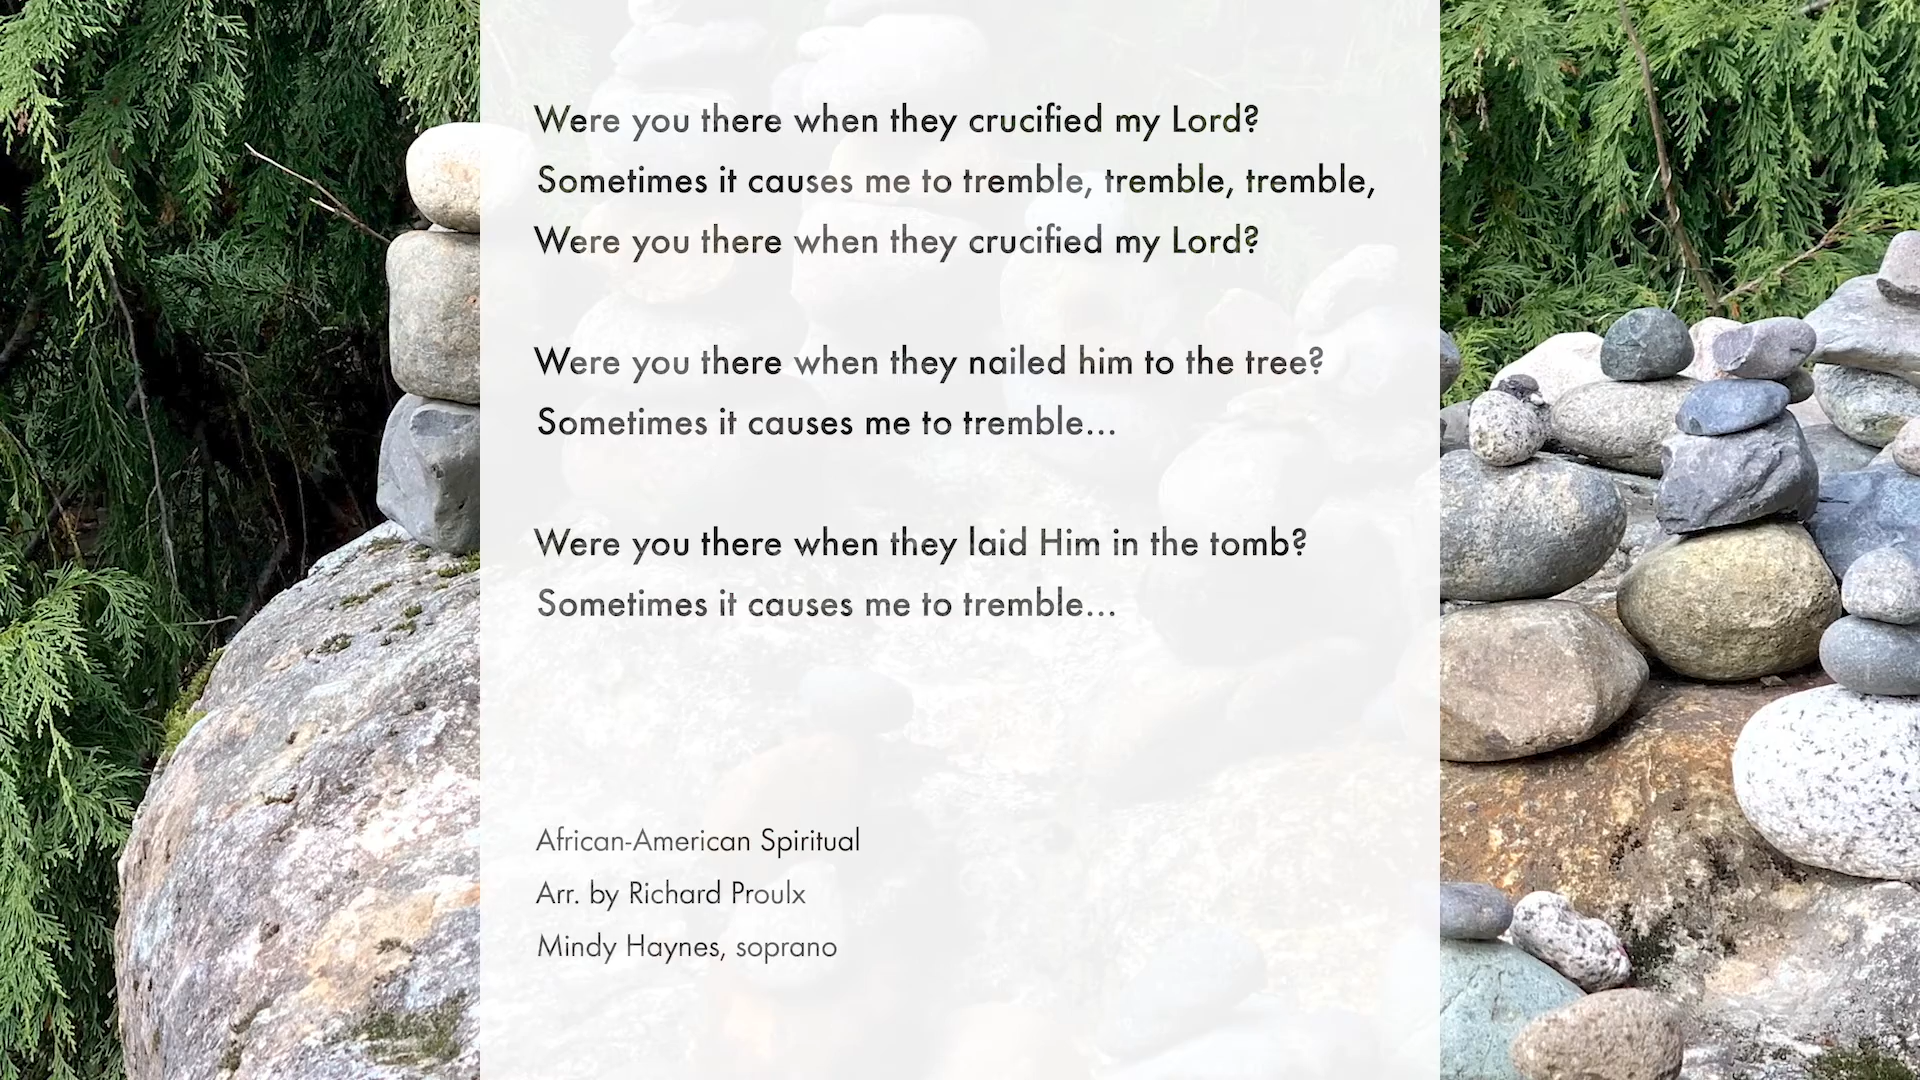 Were you there when they crucified my Lord?
Sometimes it causes me to tremble, tremble, tremble,
Were you there when they crucified my Lord?
Were you there when they nailed him to the tree?
Sometimes it causes me to tremble...
Were you there when they laid Him in the tomb?
Sometimes it causes me to tremble...
African-American Spiritual
Arr. by Richard Proulx
Mindy Haynes, soprano